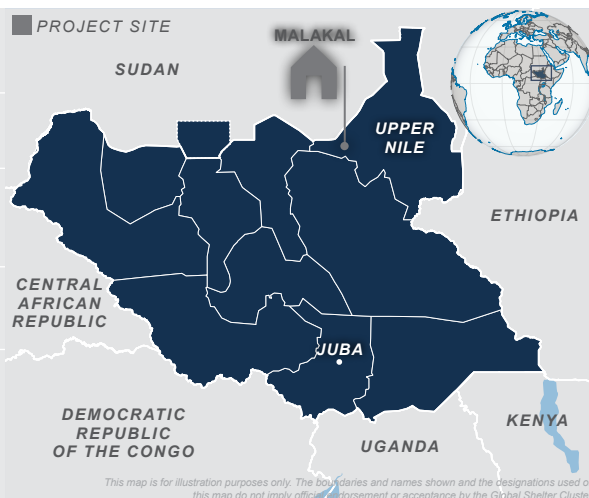 PROJECT SITE
MALAKAL
SUDAN
UPPER
NILE
ETHIOPIA
CENTRAL
AFRICAN
REPUBLIC
JUBA
DEMOCRATIC
REPUBLIC
OF THE CONGO
UGANDA
KENYA
This map is for illustration purposes only. The boundaries and names shown and the designations used o
this map do not imply official endorsement or acceptance by the Global Shelter Cluste